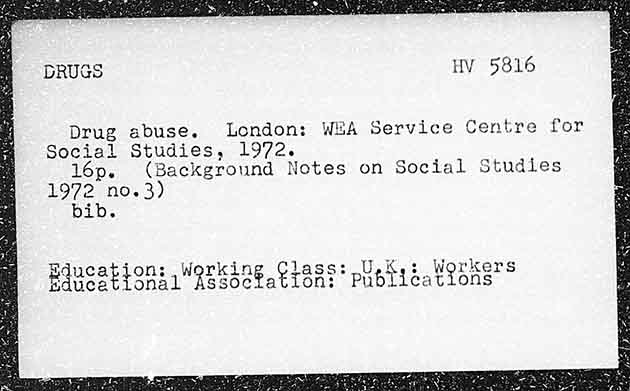 DRUGS HV 5816
Drug abuse. London: WEA Service Centre for
Social Studies, 1972.
16p. (Background Notes on Social Studies
1972 no.3)
bib.
Education: Working Class: U.K.: Workers
Educational Association: Publications